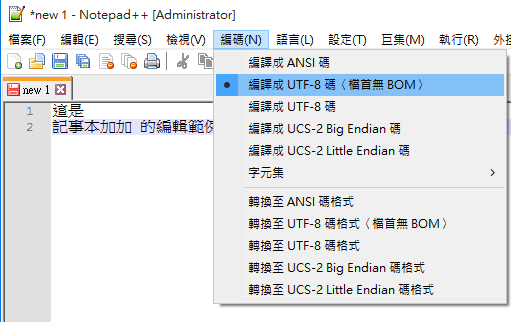 *new 1 - Notepad++ [Administrator]
檔案(F) 編輯(E) 搜尋(S) 檢視(V) 編碼(N) 語言(L) 設定(T) 巨集(M) 執行(R) 外掛
new 1
1 這是
2 記事本加加 的編輯範例
編譯成 ANSI 碼
編譯成 UTF-8 碼（檔首無 BOM）
編譯成 UTF-8 碼
編譯成 UCS-2 Big Endian 碼
編譯成 UCS-2 Little Endian 碼
字元集
轉換至 ANSI 碼格式
轉換至 UTF-8 碼格式（檔首無 BOM）
轉換至 UTF-8 碼格式
轉換至 UCS-2 Big Endian 碼格式
轉換至 UCS-2 Little Endian 碼格式